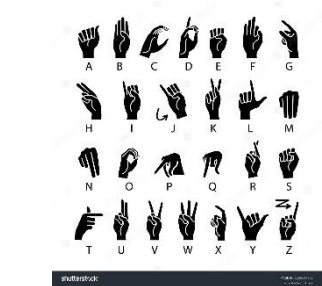 A B C D E F G
H I J K L M
N O P Q R S
T U V W X Y Z
shutterstock